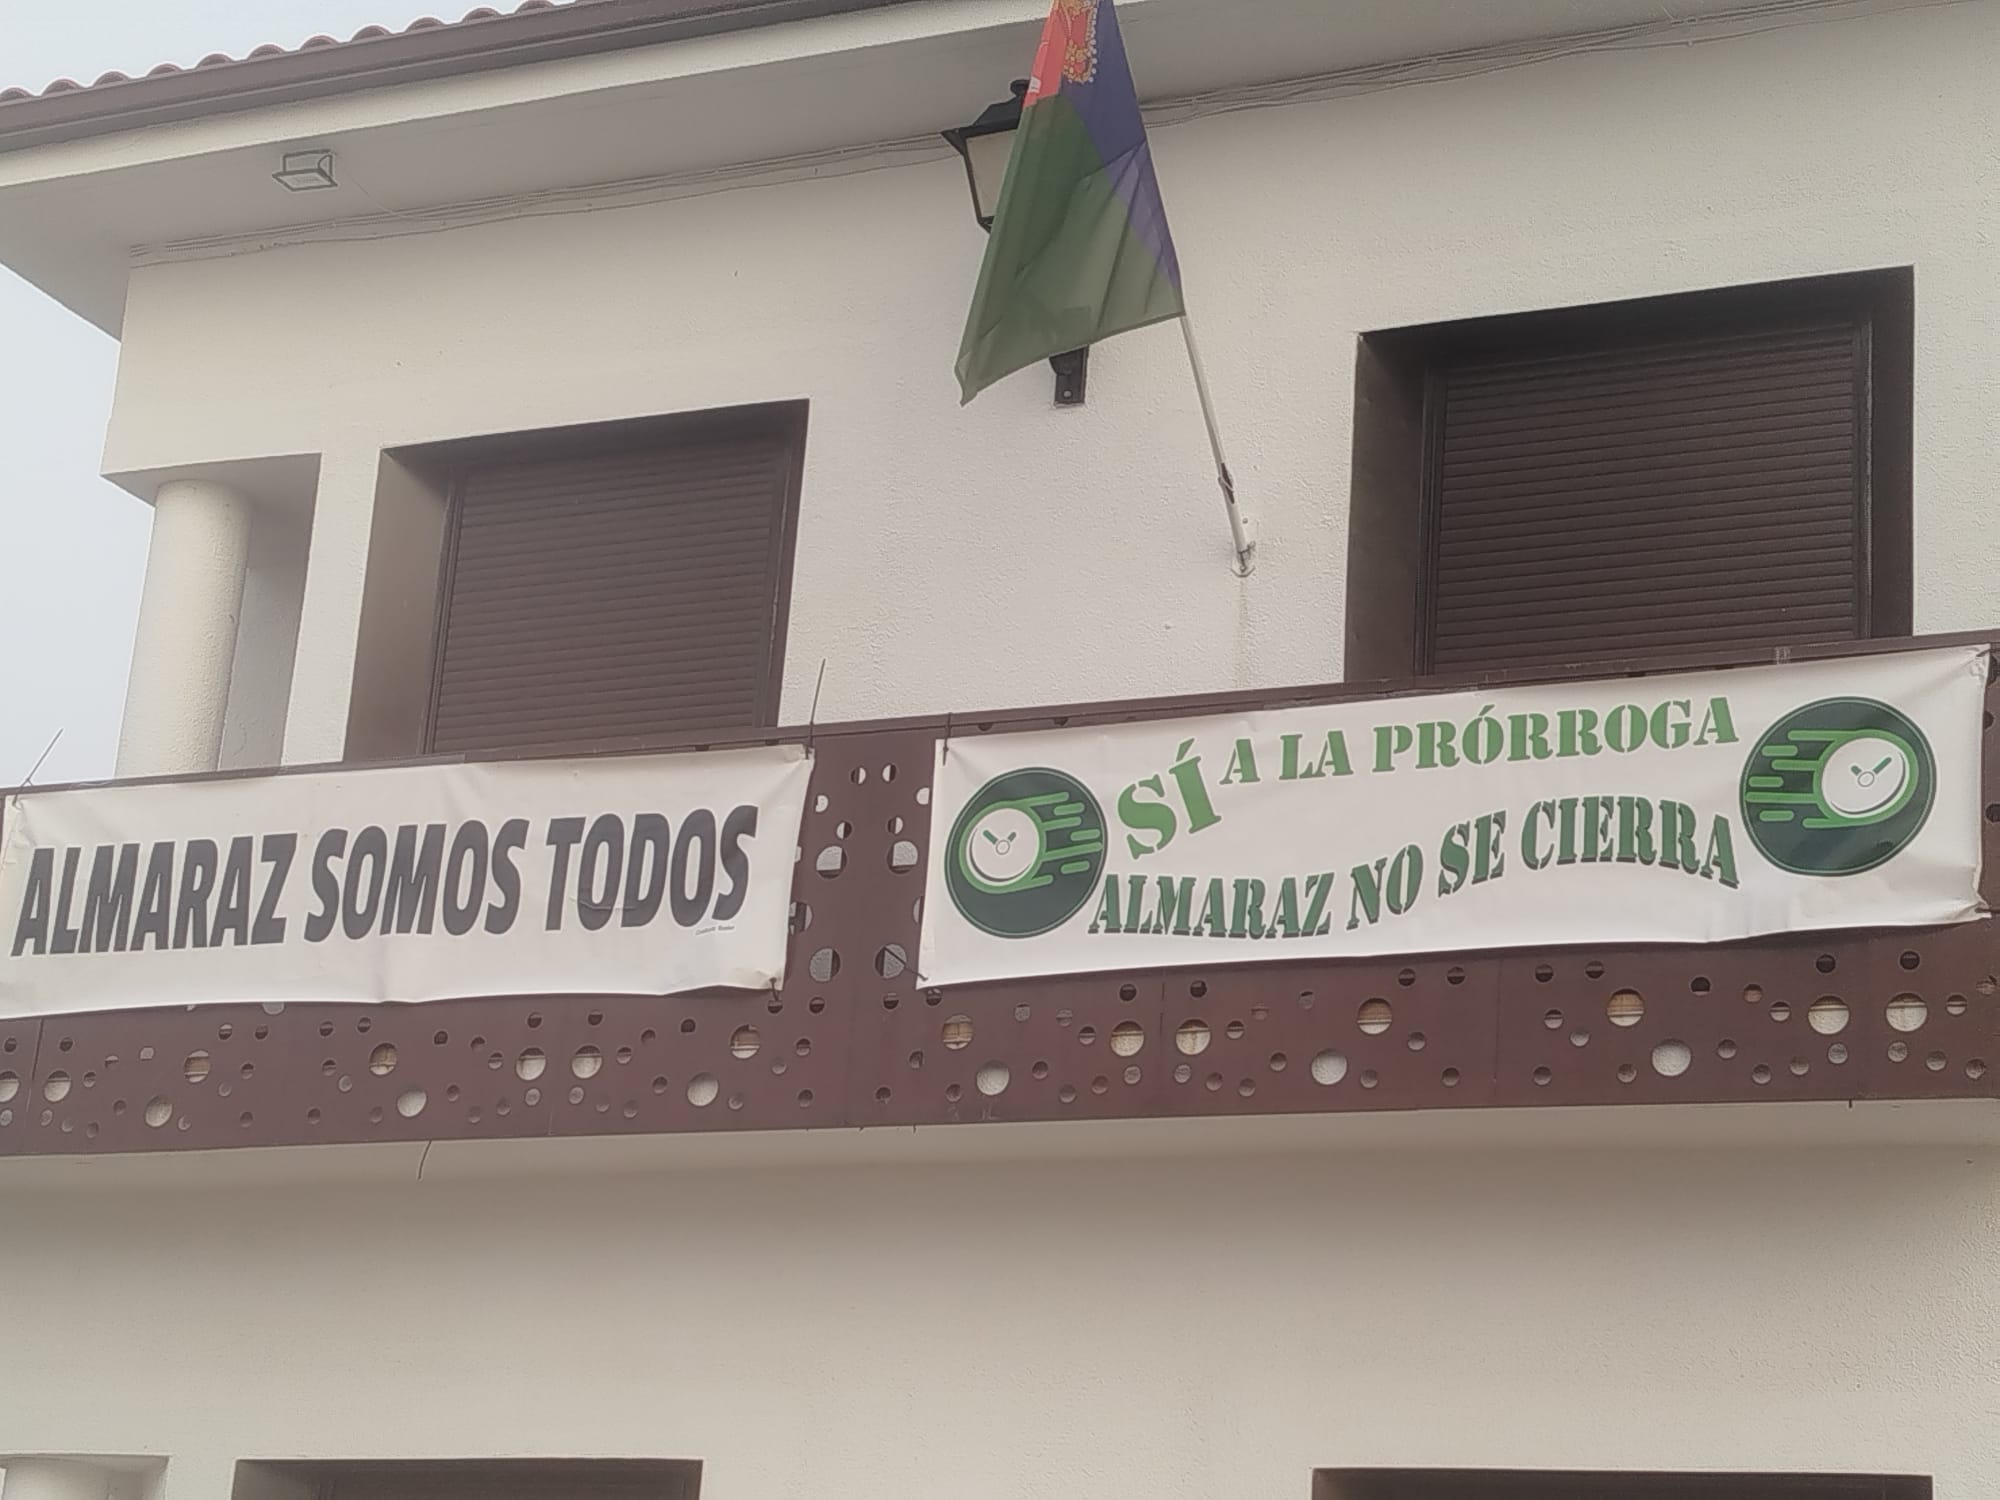 ALMARAZ SOMOS TODOS
SÍ A LA PRÓRROGA
ALMARAZ NO SE CIERRA